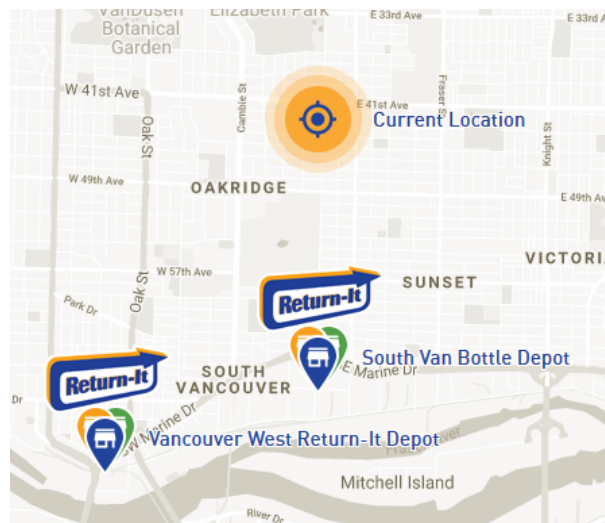 VanDusen
Botanical
Garden
Elizabeth Park
E 33rd Ave
E 33rd A
W 41st Ave
Cambie St
E 41st Ave
Fraser St
Current Location
Oak St
Knight St
W 49th Ave
OAKRIDGE
E 49th Ave
W 57th Ave
VICTORIA
SUNSET
Oak St
Park Dr
Return-It
South Van Bottle Depot
E Marine Dr
Return-It
SOUTH
VANCOUVER
Dr
SW Marine Dr
Vancouver West Return-It Depot
Mitchell Island
River Dr